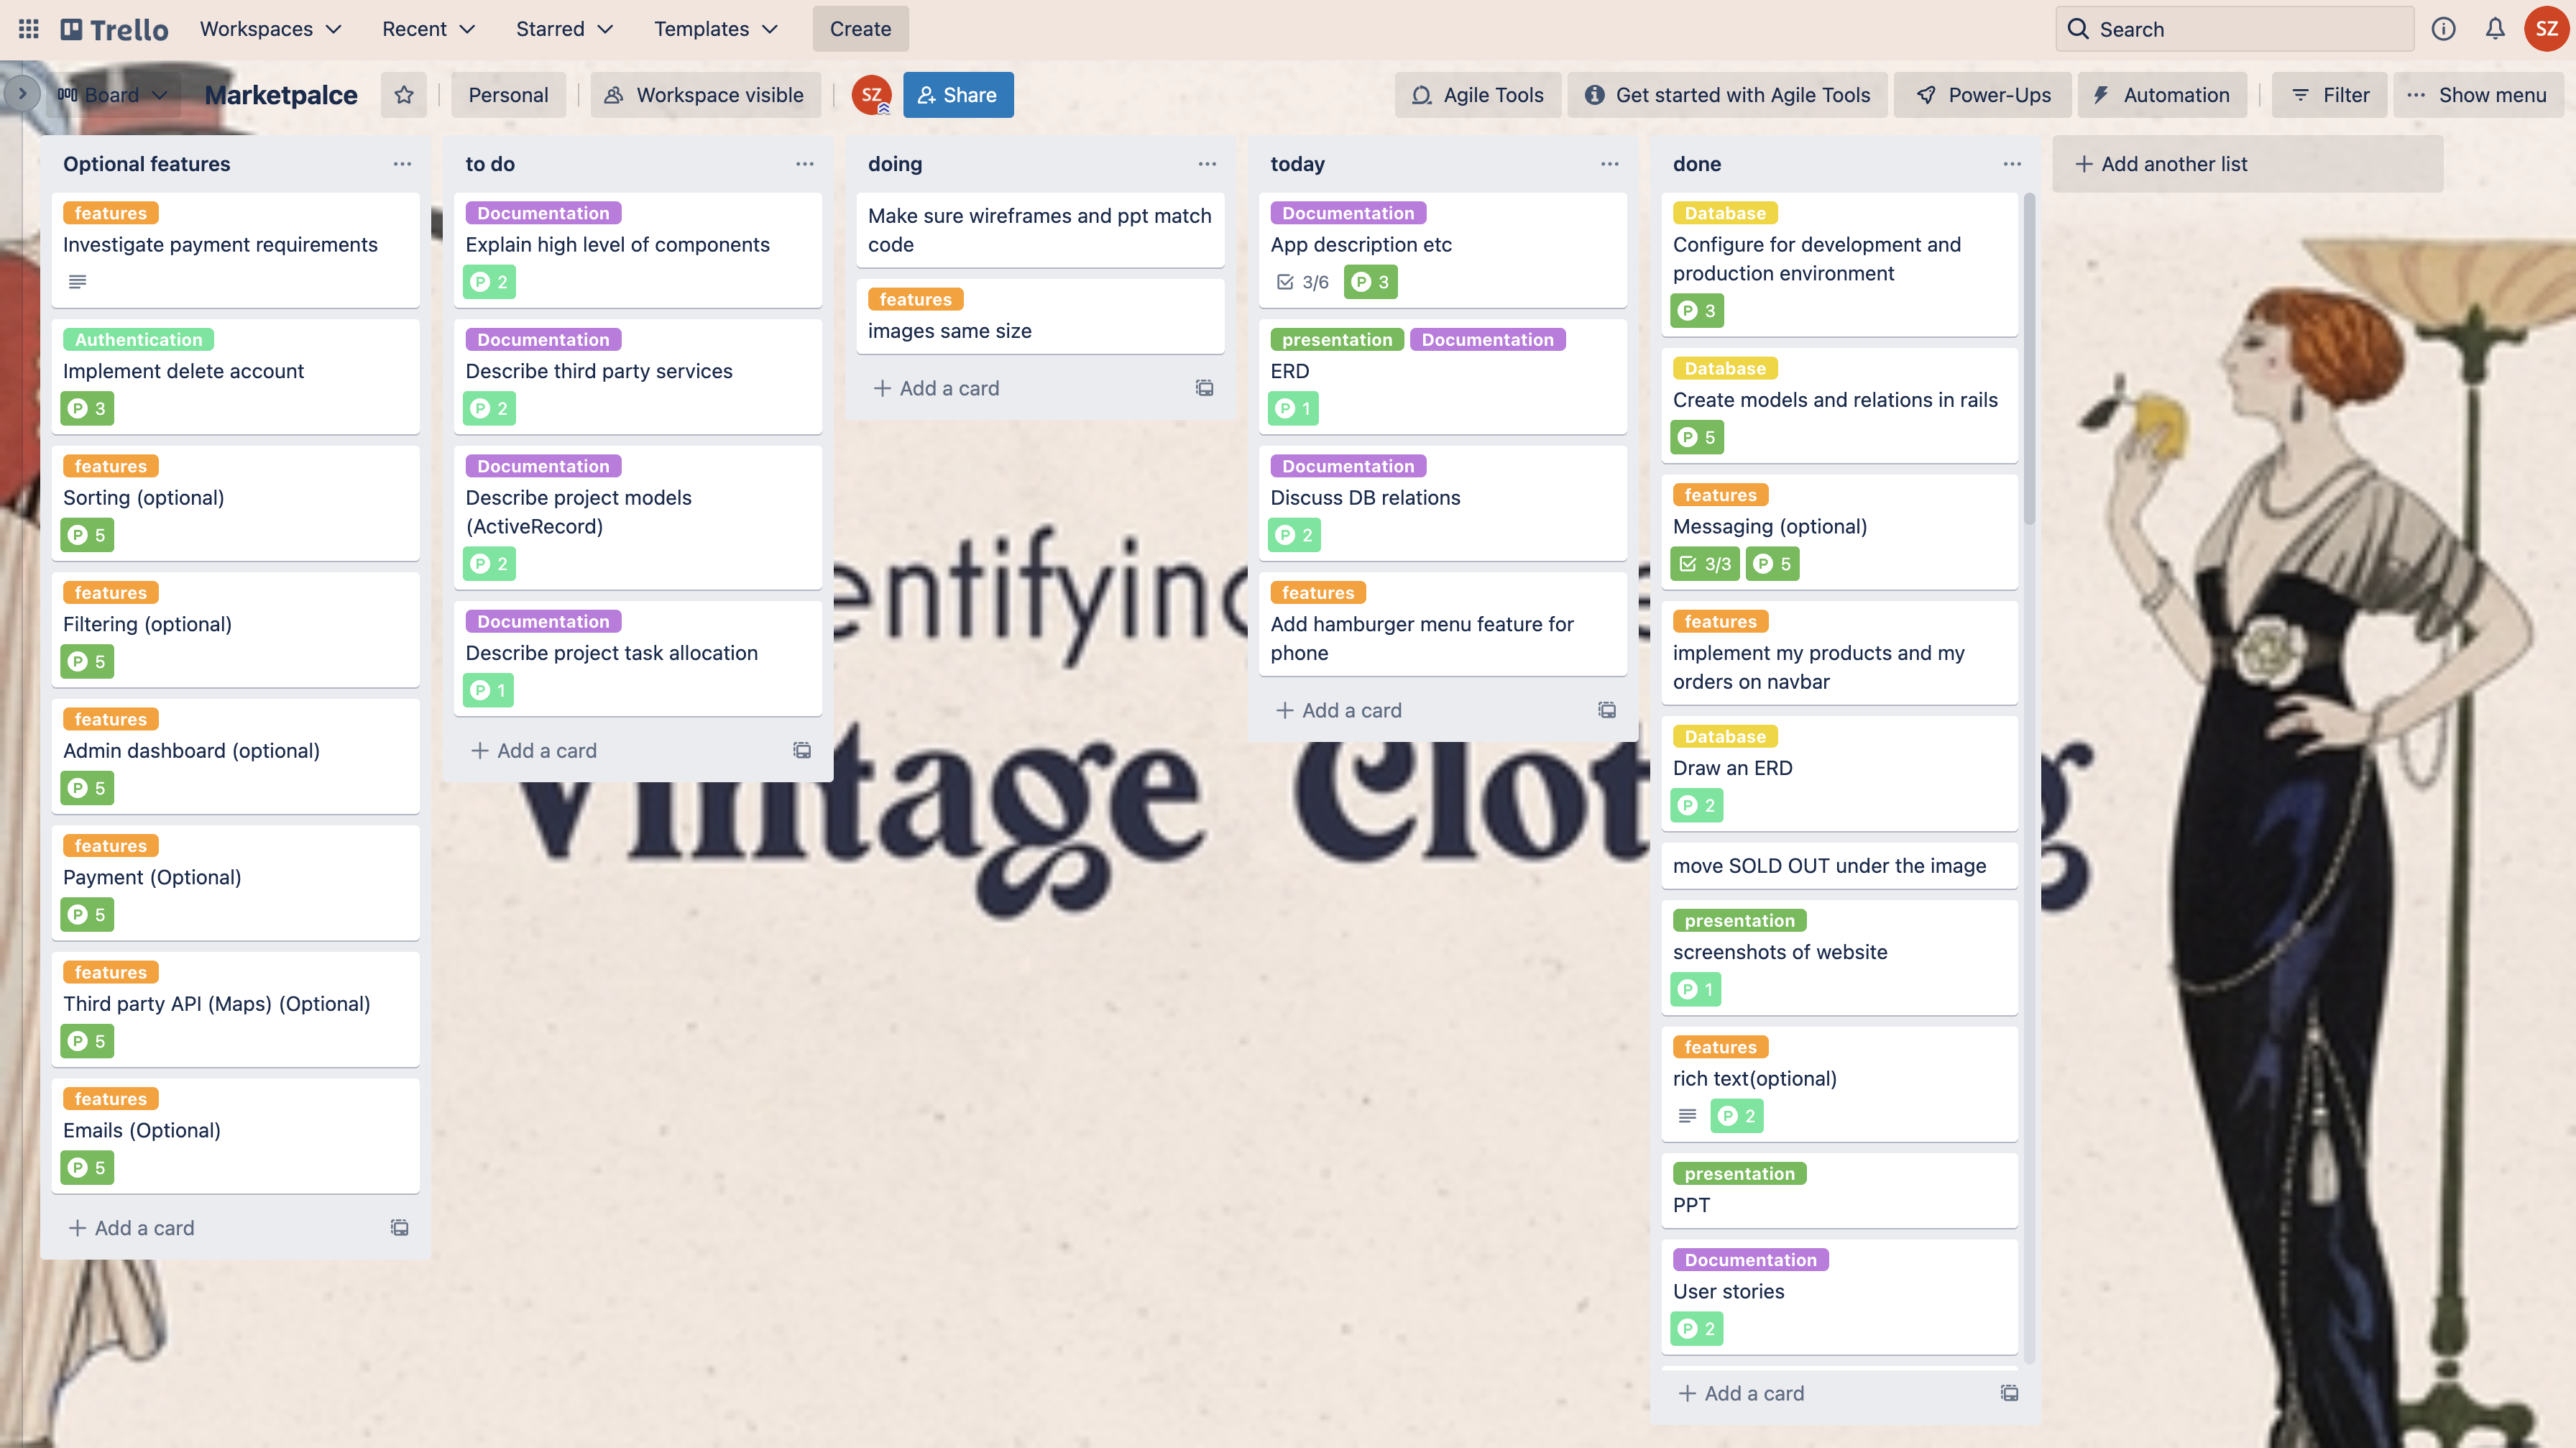 Trello Workspaces Recent Starred Templates Create Search SZ
Board Marketpalce Personal Workspace visible SZ Share Agile Tools Get started with Agile Tools Power-Ups Automation Filter Show menu
Optional features
features
Investigate payment requirements
Authentication
Implement delete account
P 3
features
Sorting (optional)
P 5
features
Filtering (optional)
P 5
features
Admin dashboard (optional)
P 5
features
Payment (Optional)
P 5
features
Third party API (Maps) (Optional)
P 5
features
Emails (Optional)
P 5
+ Add a card
to do
Documentation
Explain high level of components
P 2
Documentation
Describe third party services
P 2
Documentation
Describe project models
(ActiveRecord)
P 2
Documentation
Describe project task allocation
P 1
+ Add a card
doing
Make sure wireframes and ppt match
code
features
images same size
+ Add a card
today
Documentation
App description etc
3/6 P 3
presentation Documentation
ERD
P 1
Documentation
Discuss DB relations
P 2
features
Add hamburger menu feature for
phone
+ Add a card
done
Database
Configure for development and
production environment
P 3
Database
Create models and relations in rails
P 5
features
Messaging (optional)
3/3 P 5
features
implement my products and my
orders on navbar
Database
Draw an ERD
P 2
move SOLD OUT under the image
presentation
screenshots of website
P 1
features
rich text(optional)
P 2
presentation
PPT
Documentation
User stories
P 2
+ Add a card
+ Add another list
entifying
Vintage Clot g